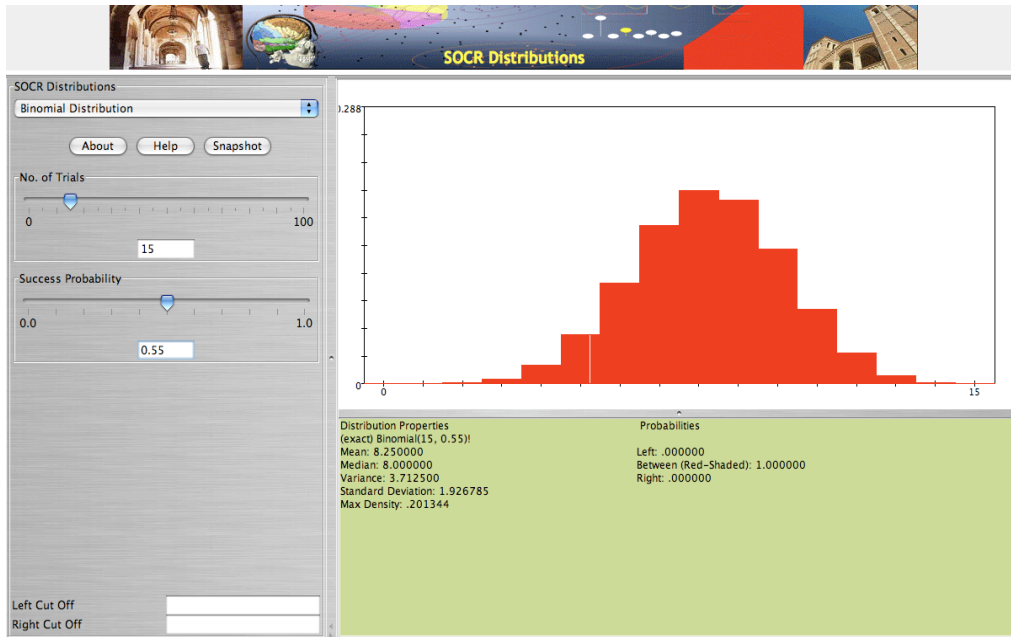 SOCR Distributions
SOCR Distributions
Binomial Distribution
About Help Snapshot
No. of Trials
0 100
15
Success Probability
0.0 1.0
0.55
Left Cut Off
Right Cut Off
0.288
0
0 15
Distribution Properties
(exact) Binomial(15, 0.55)!
Mean: 8.250000
Median: 8.000000
Variance: 3.712500
Standard Deviation: 1.926785
Max Density: .201344
Probabilities
Left: .000000
Between (Red-Shaded): 1.000000
Right: .000000